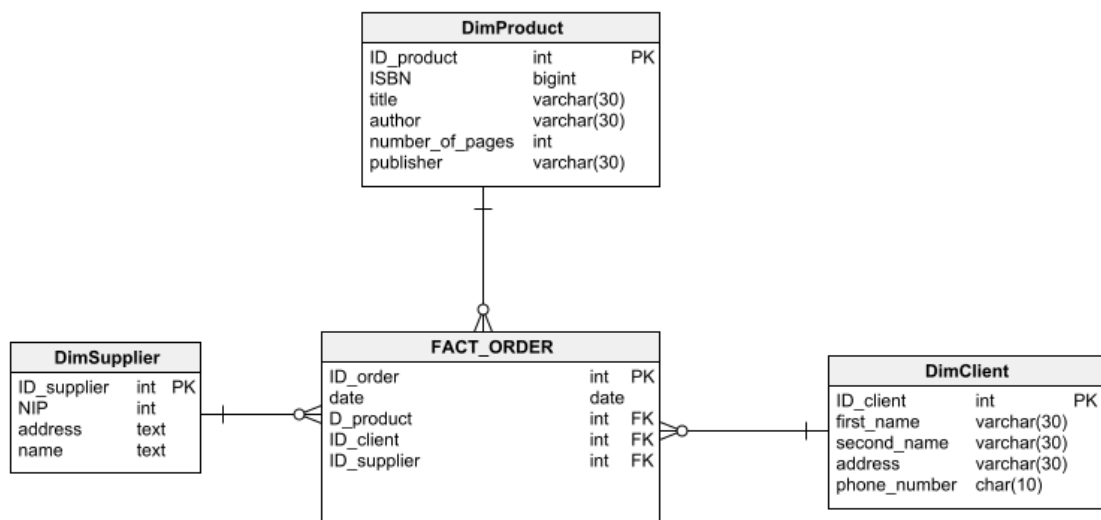 DimProduct
ID_product int PK
ISBN bigint
title varchar(30)
author varchar(30)
number_of_pages int
publisher varchar(30)
DimSupplier
ID_supplier int PK
NIP int
address text
name text
FACT_ORDER
ID_order int PK
date date
D_product int FK
ID_client int FK
ID_supplier int FK
DimClient
ID_client int PK
first_name varchar(30)
second_name varchar(30)
address varchar(30)
phone_number char(10)